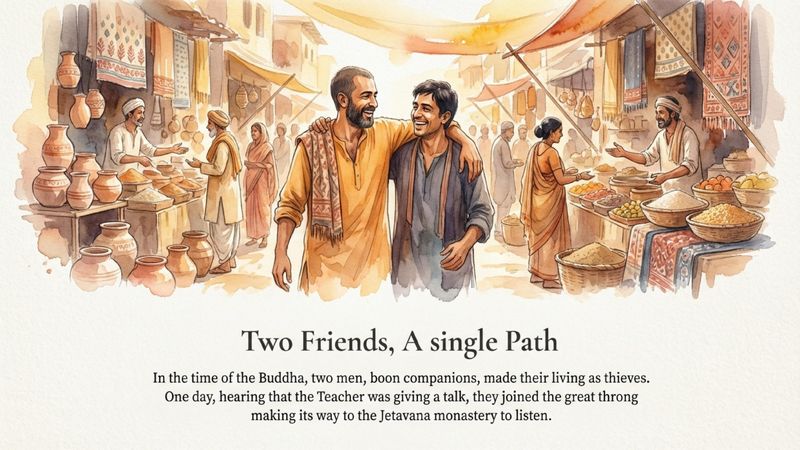 Two Friends, A single Path
In the time of the Buddha, two men, boon companions, made their living as thieves.
One day, hearing that the Teacher was giving a talk, they joined the great throng
making its way to the Jetavana monastery to listen.